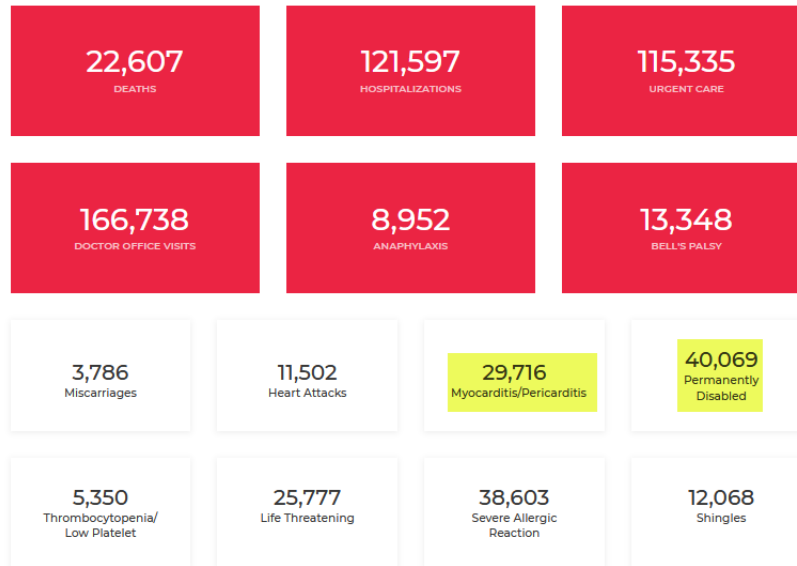 22,607
DEATHS
121,597
HOSPITALIZATIONS
115,335
URGENT CARE
166,738
DOCTOR OFFICE VISITS
8,952
ANAPHYLAXIS
13,348
BELL'S PALSY
3,786
Miscarriages
11,502
Heart Attacks
29,716
Myocarditis/Pericarditis
40,069
Permanently
Disabled
5,350
Thrombocytopenia/
Low Platelet
25,777
Life Threatening
38,603
Severe Allergic
Reaction
12,068
Shingles